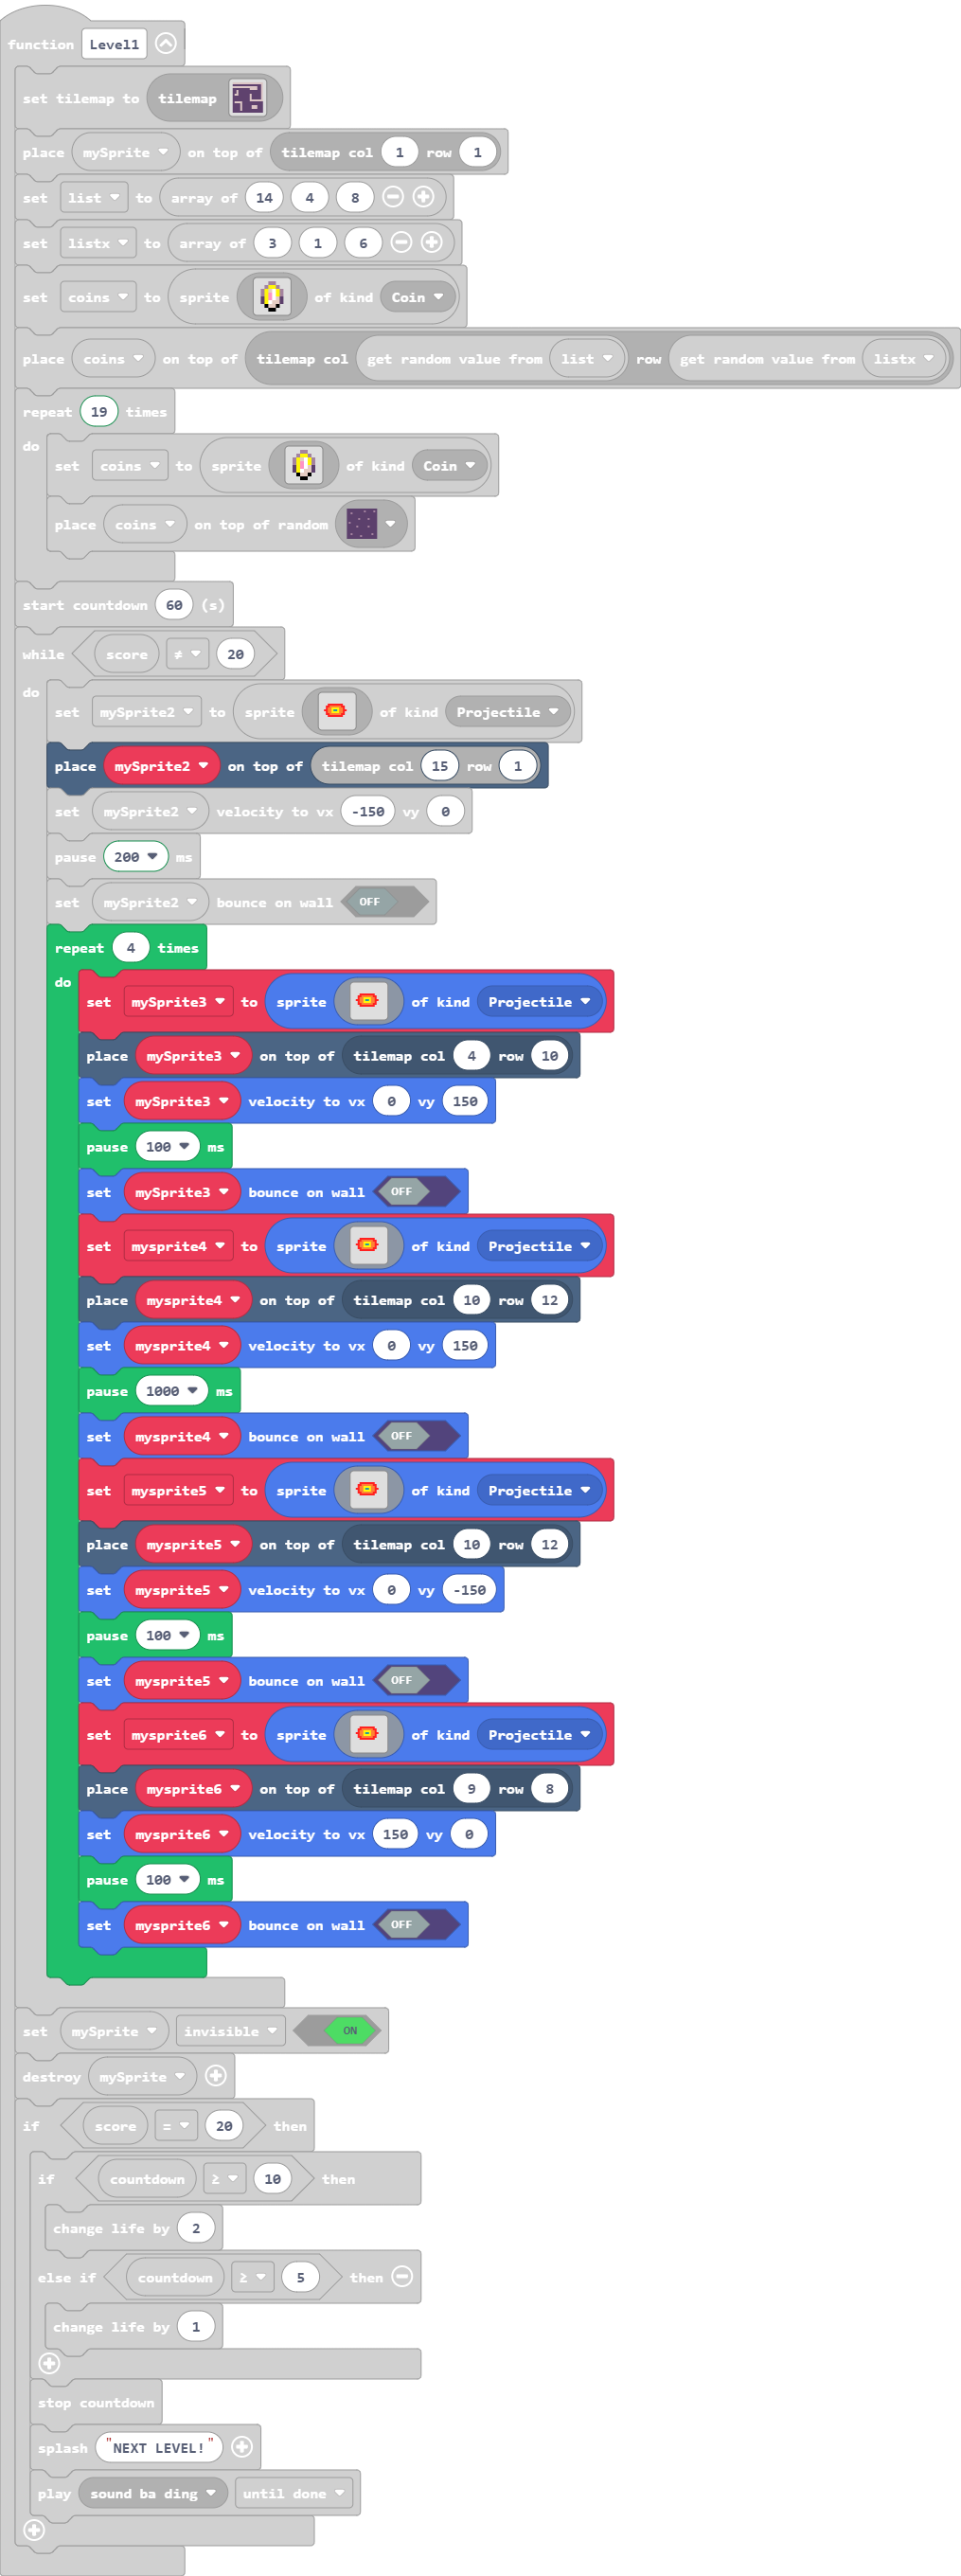 function Level1
set tilemap to tilemap
place mySprite on top of tilemap col 1 row 1
set list to array of 14 4 8
set listx to array of 3 1 6
set coins to sprite of kind Coin
place coins on top of tilemap col get random value from list row get random value from listx
repeat 19 times
do
set coins to sprite of kind Coin
place coins on top of random
start countdown 60 (s)
while score ≠ 20
do
set mySprite2 to sprite of kind Projectile
place mySprite2 on top of tilemap col 15 row 1
set mySprite2 velocity to vx -150 vy 0
pause 200 ms
set mySprite2 bounce on wall OFF
repeat 4 times
do
set mySprite3 to sprite of kind Projectile
place mySprite3 on top of tilemap col 4 row 10
set mySprite3 velocity to vx 0 vy 150
pause 100 ms
set mySprite3 bounce on wall OFF
set mysprite4 to sprite of kind Projectile
place mysprite4 on top of tilemap col 10 row 12
set mysprite4 velocity to vx 0 vy 150
pause 1000 ms
set mysprite4 bounce on wall OFF
set mysprite5 to sprite of kind Projectile
place mysprite5 on top of tilemap col 10 row 12
set mysprite5 velocity to vx 0 vy -150
pause 100 ms
set mysprite5 bounce on wall OFF
set mysprite6 to sprite of kind Projectile
place mysprite6 on top of tilemap col 9 row 8
set mysprite6 velocity to vx 150 vy 0
pause 100 ms
set mysprite6 bounce on wall OFF
set mySprite invisible ON
destroy mySprite
if score = 20 then
if countdown ≥ 10 then
change life by 2
else if countdown ≥ 5 then
change life by 1
stop countdown
splash "NEXT LEVEL!"
play sound ba ding until done